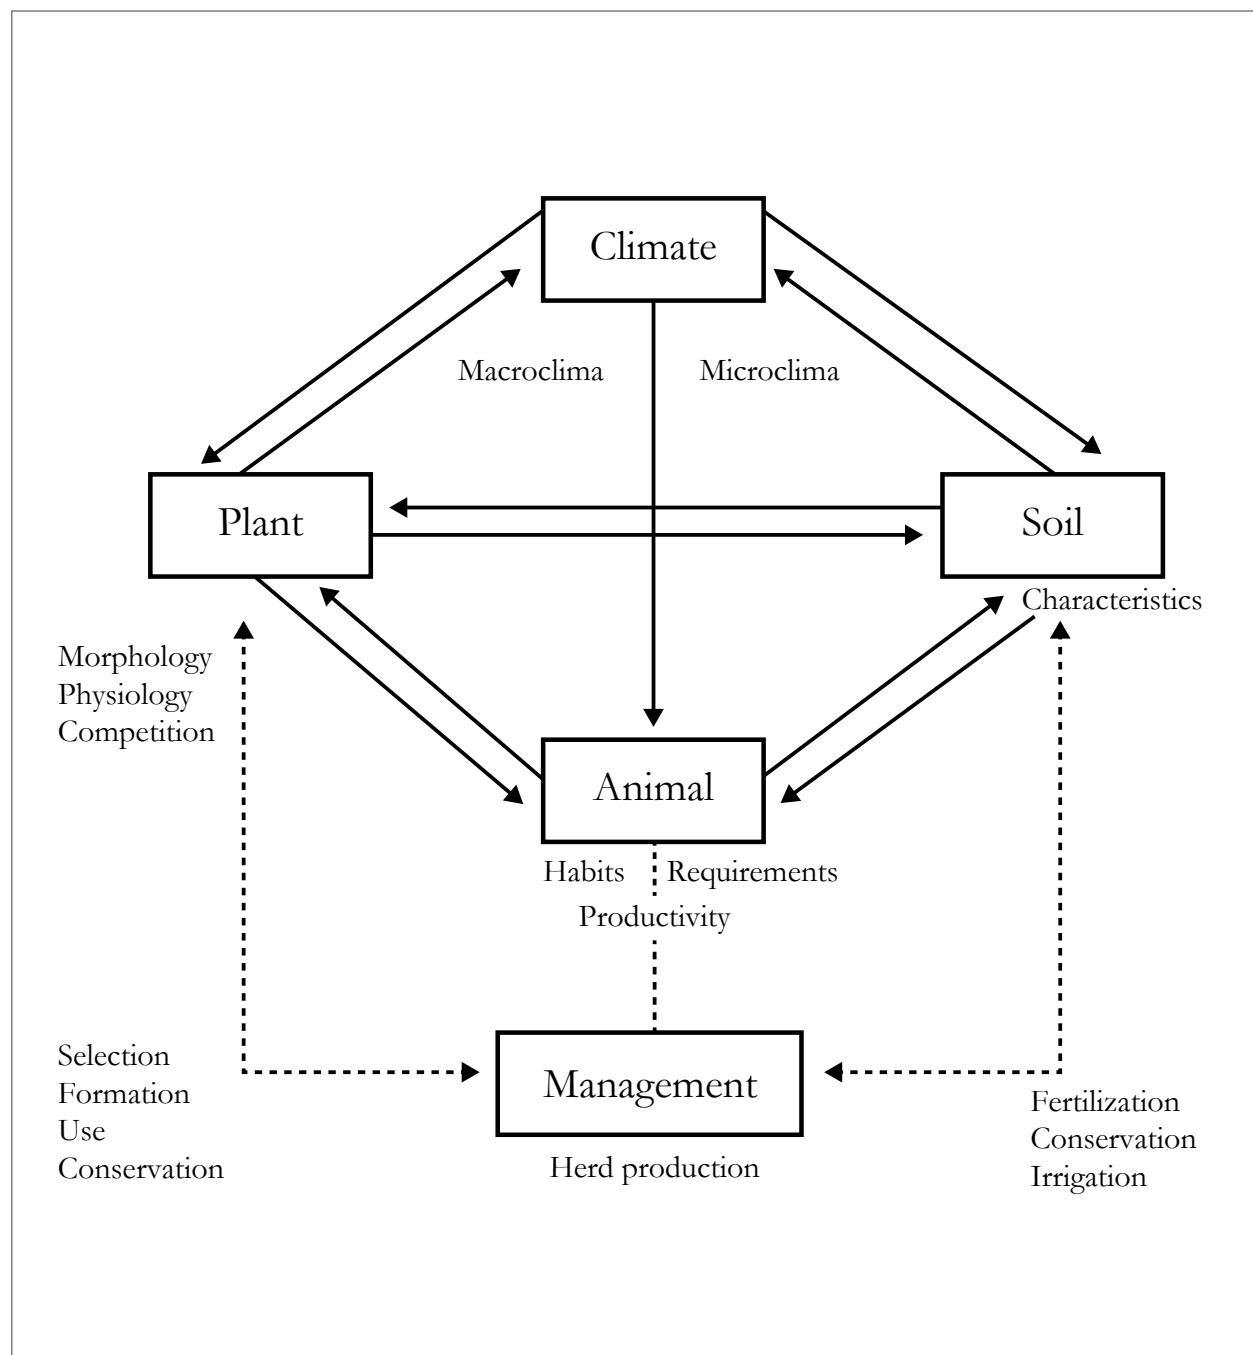 Climate
Macroclima
Microclima
Plant
Soil
Characteristics
Morphology
Physiology
Competition
Animal
Habits
Requirements
Productivity
Selection
Formation
Use
Conservation
Management
Herd production
Fertilization
Conservation
Irrigation